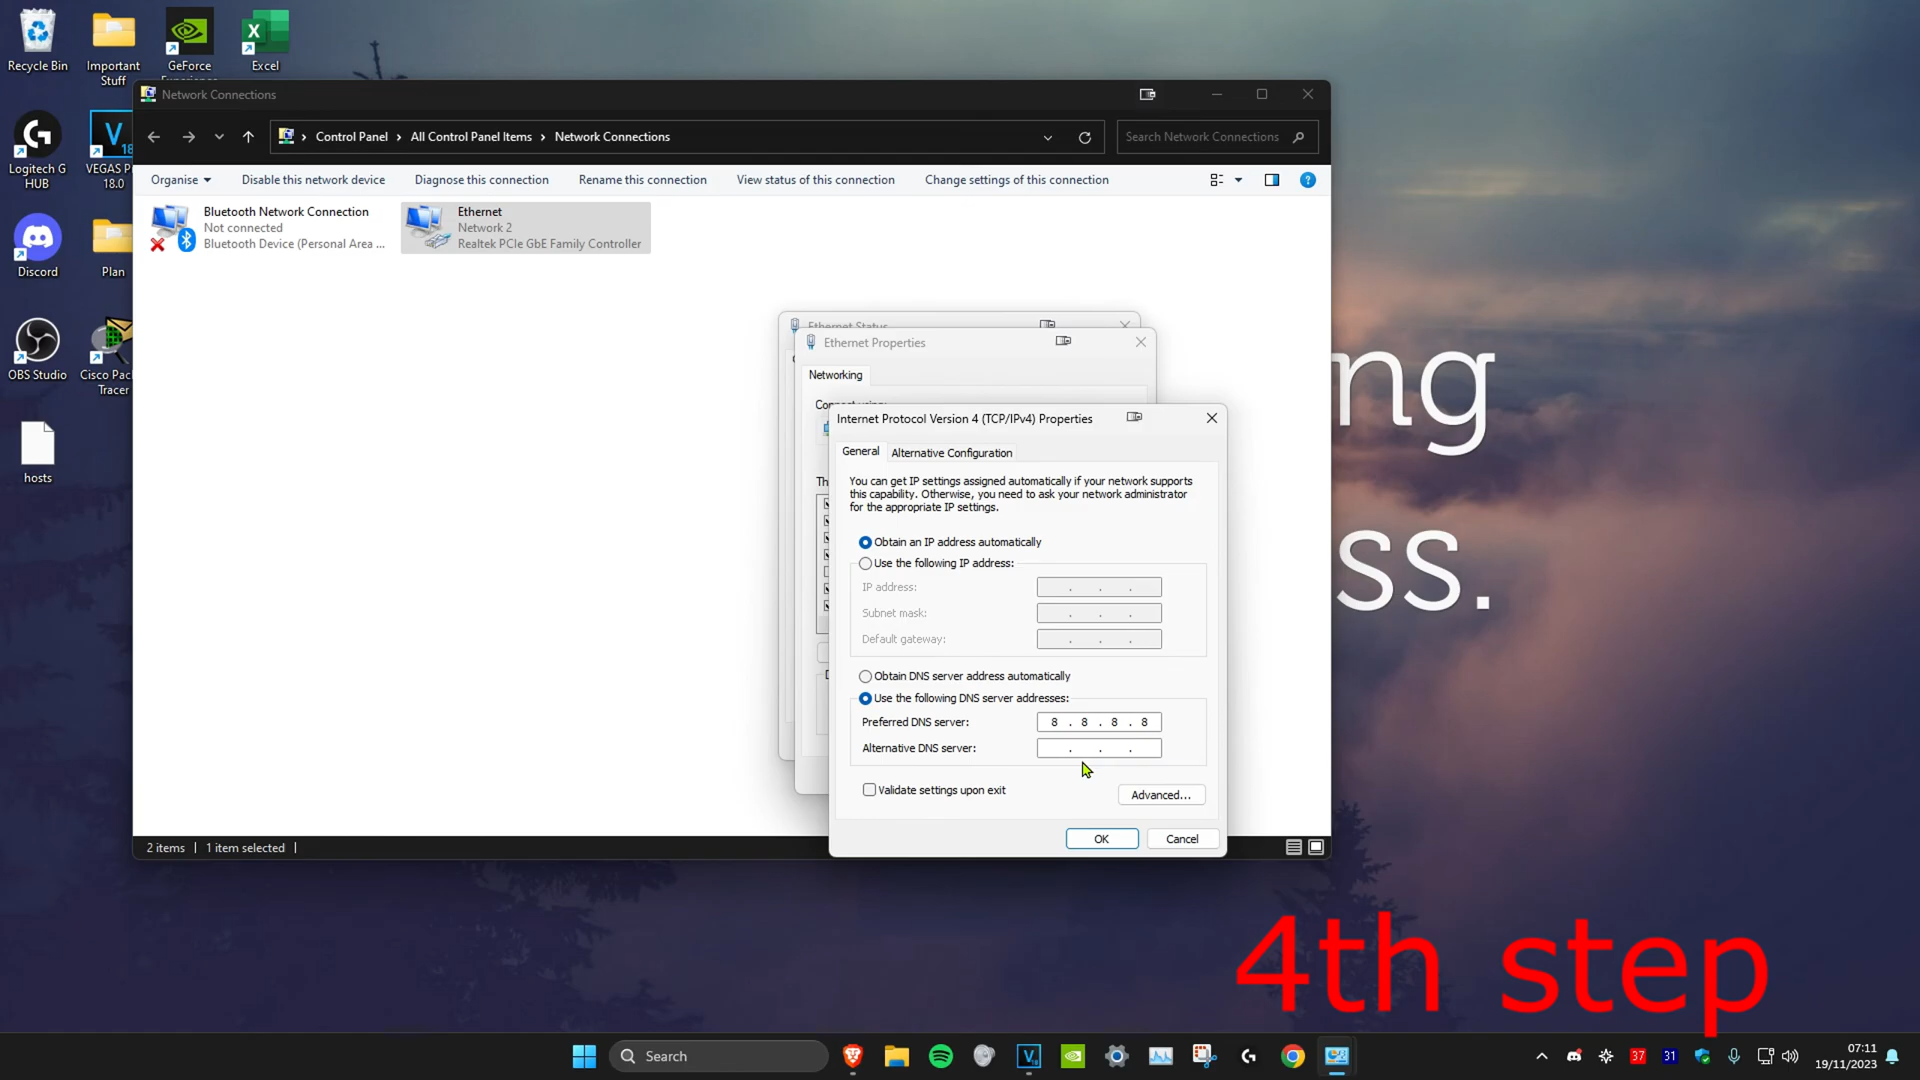 Recycle Bin
Important
Stuff
GeForce
Excel
Logitech G
HUB
VEGAS P
18.0
Discord
Plan
OBS Studio
Cisco Pac
Tracer
hosts
Network Connections
Control Panel > All Control Panel Items > Network Connections
Search Network Connections
Organise
Disable this network device
Diagnose this connection
Rename this connection
View status of this connection
Change settings of this connection
Bluetooth Network Connection
Not connected
Bluetooth Device (Personal Area ...
Ethernet
Network 2
Realtek PCIe GbE Family Controller
Ethernet Status
Ethernet Properties
Networking
Connect using:
Th
Internet Protocol Version 4 (TCP/IPv4) Properties
General
Alternative Configuration
You can get IP settings assigned automatically if your network supports
this capability. Otherwise, you need to ask your network administrator
for the appropriate IP settings.
Obtain an IP address automatically
Use the following IP address:
IP address: . . .
Subnet mask: . . .
Default gateway: . . .
Obtain DNS server address automatically
Use the following DNS server addresses:
Preferred DNS server: 8 . 8 . 8 . 8
Alternative DNS server: . . .
Validate settings upon exit
Advanced...
OK
Cancel
2 items
1 item selected
ng
ss.
4th step
Search
37
31
07:11
19/11/2023